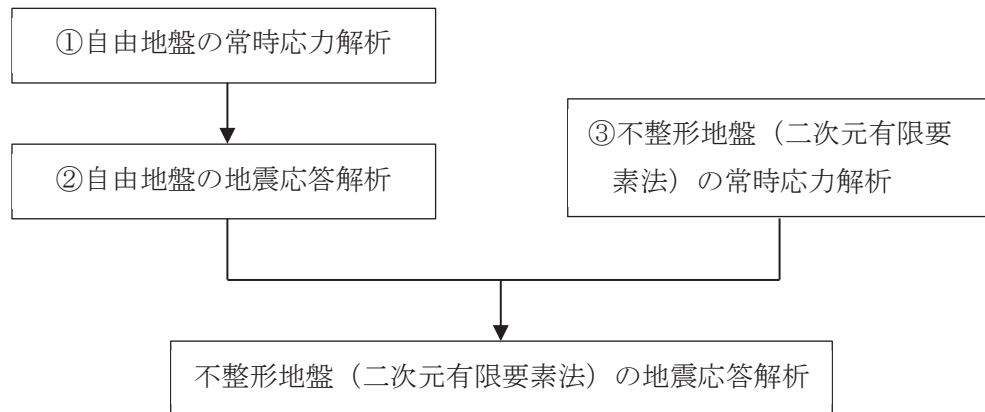 ①自由地盤の常時応力解析
②自由地盤の地震応答解析
③不整形地盤（二次元有限要
素法）の常時応力解析
不整形地盤（二次元有限要素法）の地震応答解析